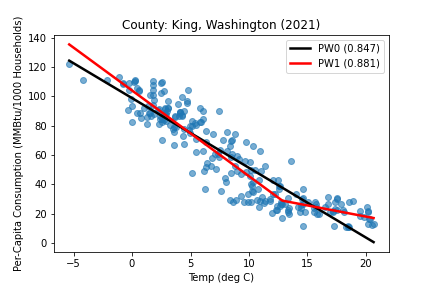 County: King, Washington (2021)
PW0 (0.847)
PW1 (0.881)
Per-Capita Consumption (MMBtu/1000 Households)
140
120
100
80
60
40
20
0
−5 0 5 10 15 20
Temp (deg C)